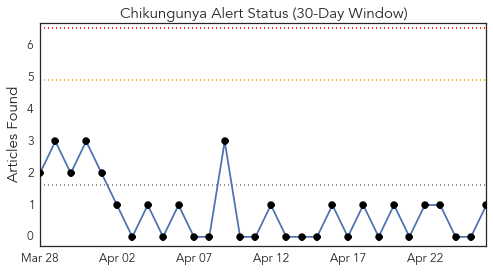 Chikungunya Alert Status (30-Day Window)
Articles Found
6
5
4
3
2
1
0
Mar 28 Apr 02 Apr 07 Apr 12 Apr 17 Apr 22